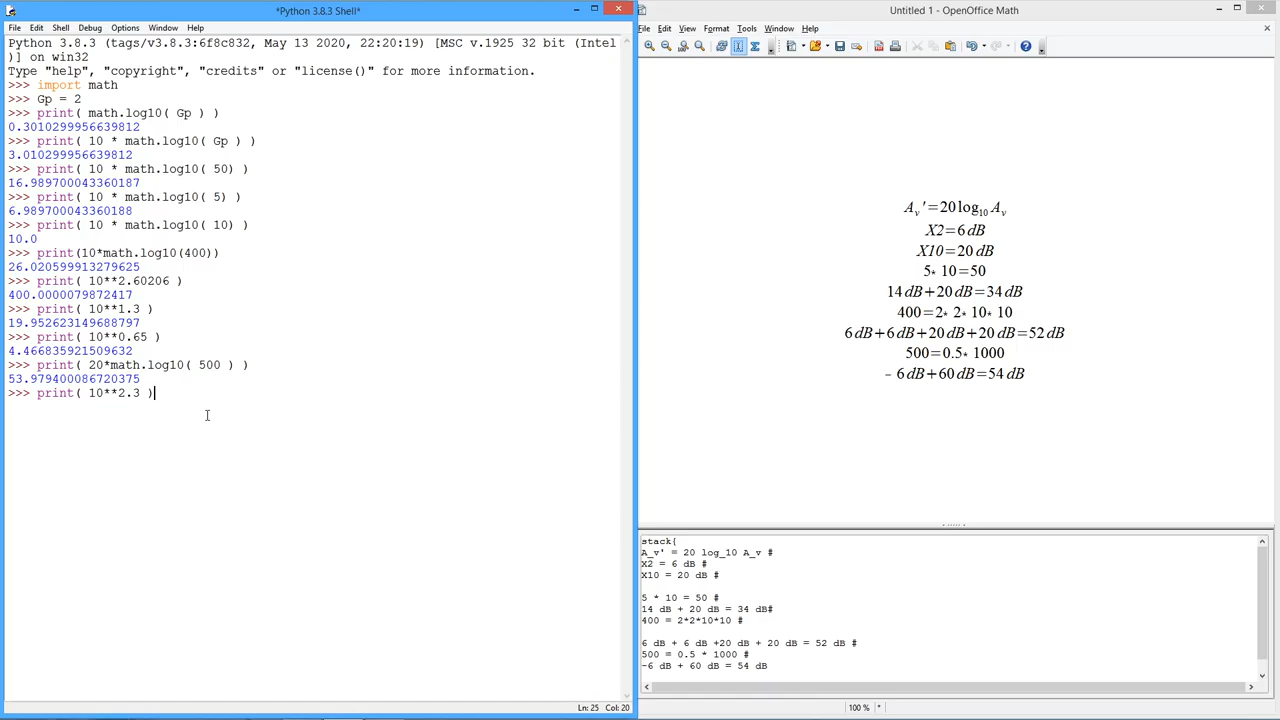 *Python 3.8.3 Shell*
File Edit Shell Debug Options Window Help
Python 3.8.3 (tags/v3.8.3:6f8c832, May 13 2020, 22:20:19) [MSC v.1925 32 bit (Intel
)] on win32
Type "help", "copyright", "credits" or "license()" for more information.
>>> import math
>>> Gp = 2
>>> print( math.log10( Gp ) )
0.3010299956639812
>>> print( 10 * math.log10( Gp ) )
3.010299956639812
>>> print( 10 * math.log10( 50) )
16.989700043360187
>>> print( 10 * math.log10( 5) )
6.989700043360188
>>> print( 10 * math.log10( 10) )
10.0
>>> print(10*math.log10(400))
26.020599913279625
>>> print( 10**2.60206 )
400.0000079872417
>>> print( 10**1.3 )
19.952623149688797
>>> print( 10**0.65 )
4.466835921509632
>>> print( 20*math.log10( 500 ) )
53.979400086720375
>>> print( 10**2.3 )
Ln: 25 Col: 20
Untitled 1 - OpenOffice Math
File Edit View Format Tools Window Help
A_v'=20 log_10 A_v
X2=6 dB
X10=20 dB
5* 10=50
14 dB+20 dB=34 dB
400=2* 2* 10* 10
6 dB+6 dB+20 dB+20 dB=52 dB
500=0.5* 1000
- 6 dB+60 dB=54 dB
stack{
A_v' = 20 log_10 A_v #
X2 = 6 dB #
X10 = 20 dB #
5 * 10 = 50 #
14 dB + 20 dB = 34 dB#
400 = 2*2*10*10 #
6 dB + 6 dB +20 dB + 20 dB = 52 dB #
500 = 0.5 * 1000 #
-6 dB + 60 dB = 54 dB
100 % *